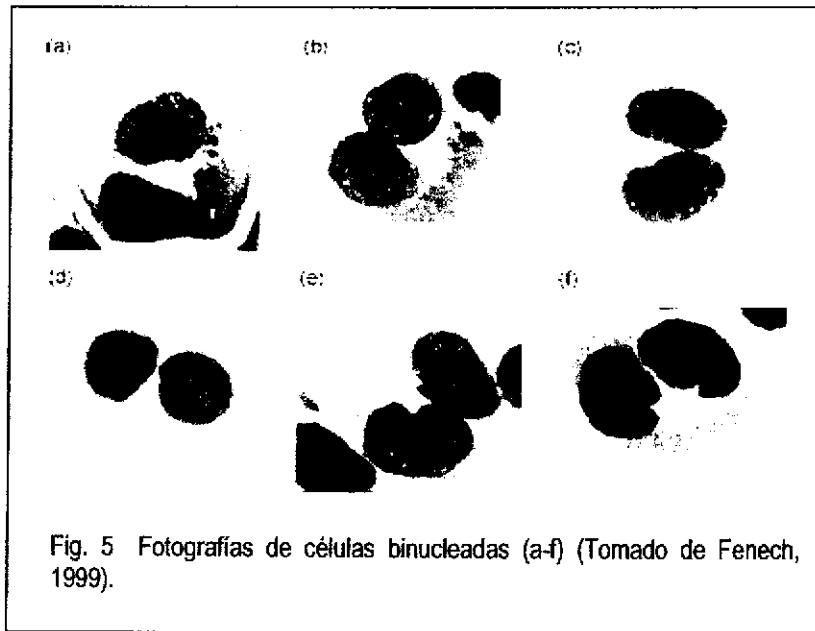 (a) (b) (c)
(d) (e) (f)
Fig. 5 Fotografías de células binucleadas (a-f) (Tomado de Fenech,
1999).